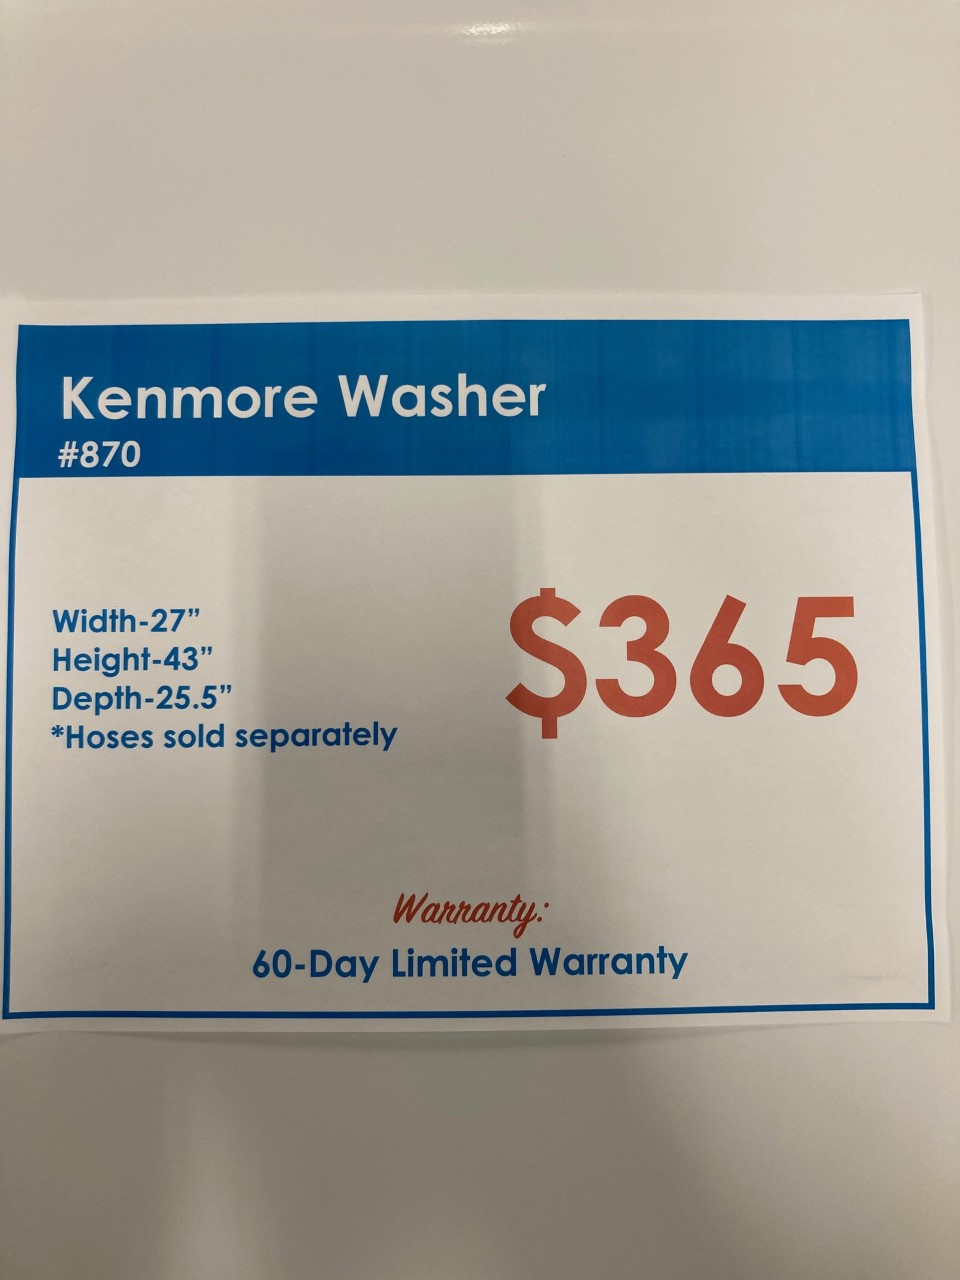 Kenmore Washer
#870
Width-27”
Height-43”
Depth-25.5”
*Hoses sold separately
$365
Warranty:
60-Day Limited Warranty